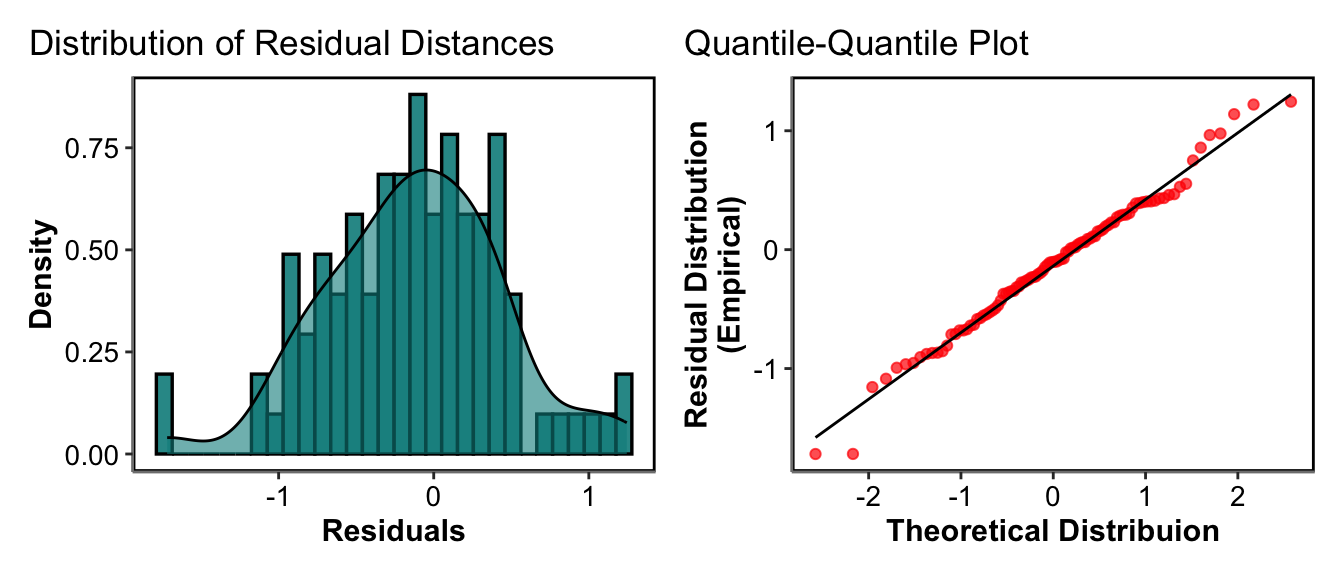 Distribution of Residual Distances
0.75
0.50
0.25
0.00
Density
-1 0 1
Residuals
Quantile-Quantile Plot
1
0
-1
Residual Distribution
(Empirical)
-2 -1 0 1 2
Theoretical Distribuion